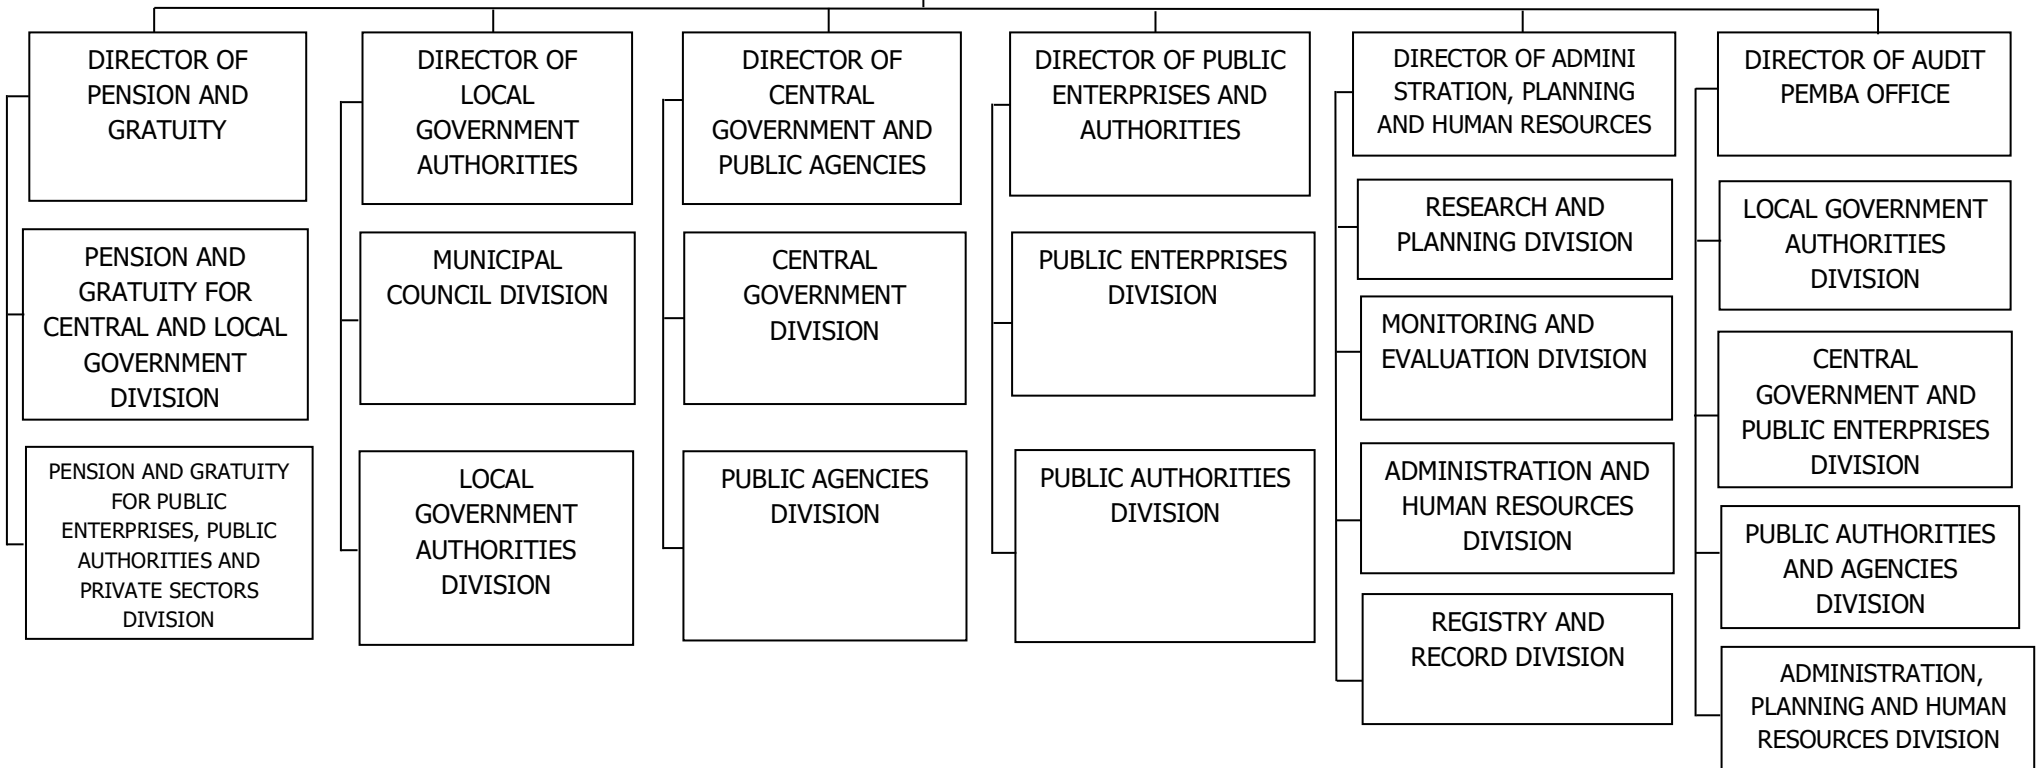 DIRECTOR OF
PENSION AND
GRATUITY
PENSION AND
GRATUITY FOR
CENTRAL AND LOCAL
GOVERNMENT
DIVISION
PENSION AND GRATUITY
FOR PUBLIC
ENTERPRISES, PUBLIC
AUTHORITIES AND
PRIVATE SECTORS
DIVISION
DIRECTOR OF
LOCAL
GOVERNMENT
AUTHORITIES
MUNICIPAL
COUNCIL DIVISION
LOCAL
GOVERNMENT
AUTHORITIES
DIVISION
DIRECTOR OF
CENTRAL
GOVERNMENT AND
PUBLIC AGENCIES
CENTRAL
GOVERNMENT
DIVISION
PUBLIC AGENCIES
DIVISION
DIRECTOR OF PUBLIC
ENTERPRISES AND
AUTHORITIES
PUBLIC ENTERPRISES
DIVISION
PUBLIC AUTHORITIES
DIVISION
DIRECTOR OF ADMINI
STRATION, PLANNING
AND HUMAN RESOURCES
RESEARCH AND
PLANNING DIVISION
MONITORING AND
EVALUATION DIVISION
ADMINISTRATION AND
HUMAN RESOURCES
DIVISION
REGISTRY AND
RECORD DIVISION
DIRECTOR OF AUDIT
PEMBA OFFICE
LOCAL GOVERNMENT
AUTHORITIES
DIVISION
CENTRAL
GOVERNMENT AND
PUBLIC ENTERPRISES
DIVISION
PUBLIC AUTHORITIES
AND AGENCIES
DIVISION
ADMINISTRATION,
PLANNING AND HUMAN
RESOURCES DIVISION